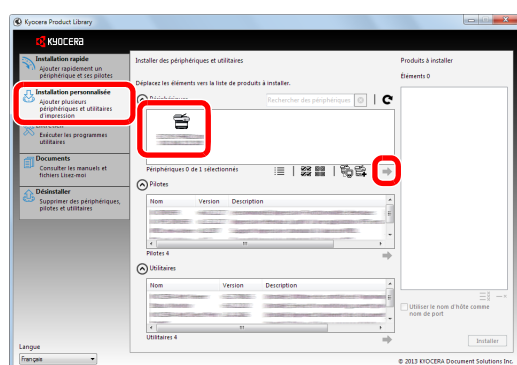 Kyocera Product Library
KYOCERA
Installation rapide
Ajouter rapidement un
périphérique et ses pilotes
Installation personnalisée
Ajouter plusieurs
périphériques et utilitaires
d'impression
Exécuter les programmes
utilitaires
Documents
Consulter les manuels et
fichiers Lisez-moi
Désinstaller
Supprimer des périphériques,
pilotes et utilitaires
Langue
Français
Installer des périphériques et utilitaires
Déplacez les éléments vers la liste de produits à installer.
Périphériques
Rechercher des périphériques
Périphériques 0 de 1 sélectionnés
Pilotes
Nom Version Description
Pilotes 4
Utilitaires
Nom Version Description
Utilitaires 4
Produits à installer
Éléments 0
Utiliser le nom d'hôte comme
nom de port
Installer
© 2013 KYOCERA Document Solutions Inc.